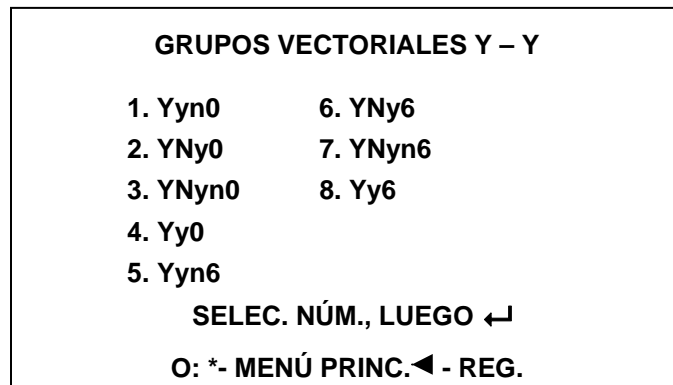 GRUPOS VECTORIALES Y – Y
1. Yyn0 6. YNy6
2. YNy0 7. YNyn6
3. YNyn0 8. Yy6
4. Yy0
5. Yyn6
SELEC. NÚM., LUEGO ↵
O: *- MENÚ PRINC.◄ - REG.